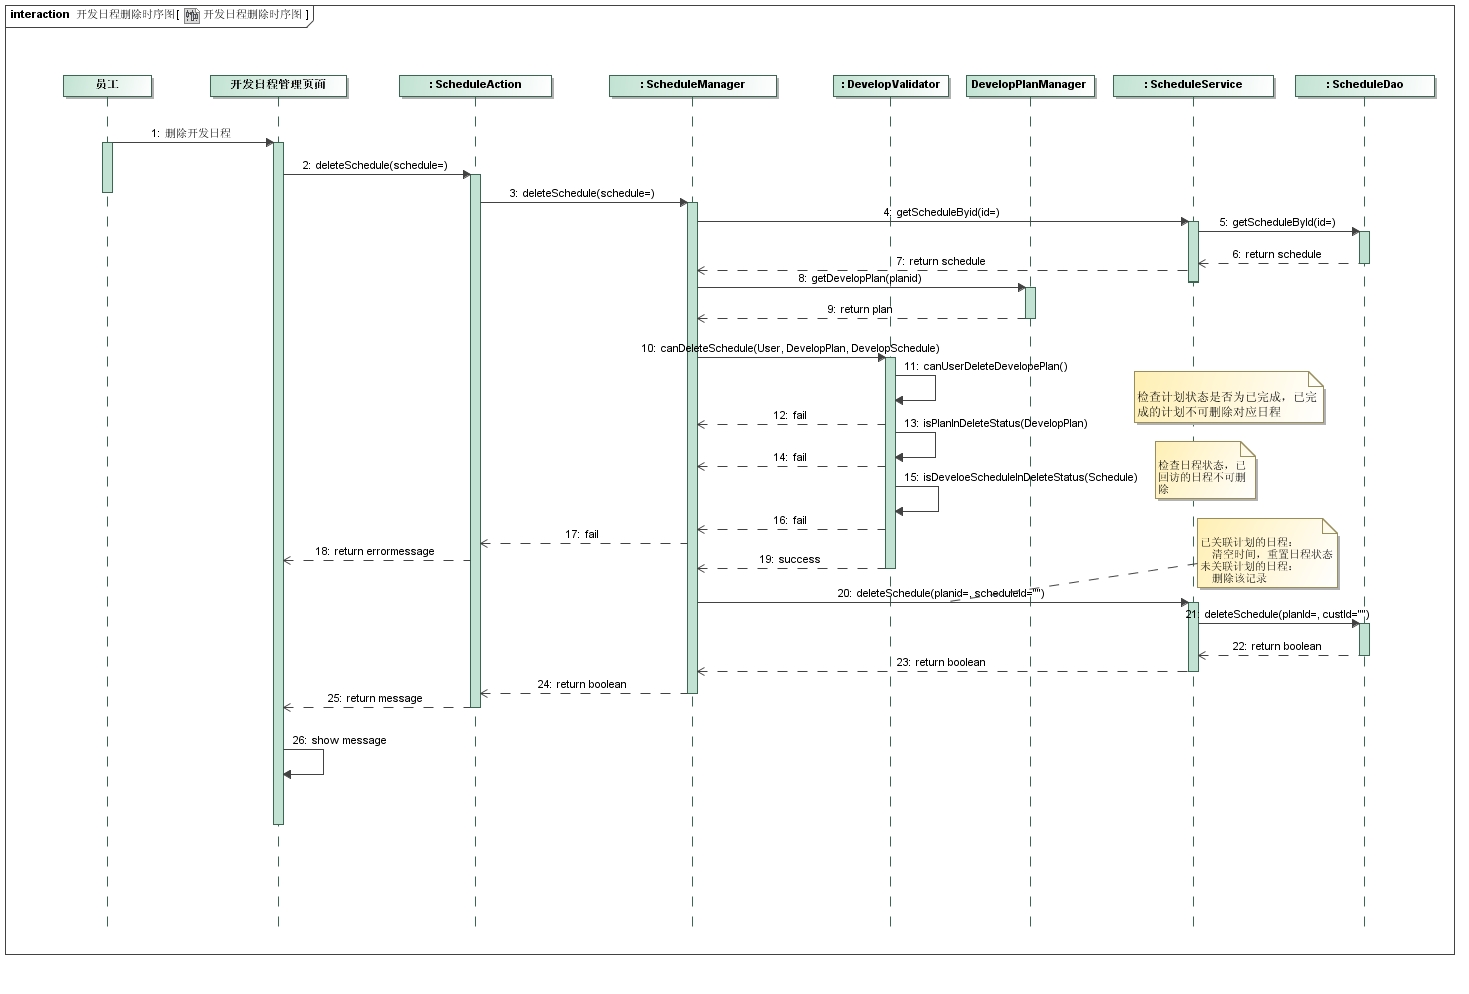 interaction 开发日程删除时序图[ 开发日程删除时序图 ]
员工
开发日程管理页面
: ScheduleAction
: ScheduleManager
: DevelopValidator
DevelopPlanManager
: ScheduleService
: ScheduleDao
1: 删除开发日程
2: deleteSchedule(schedule=)
3: deleteSchedule(schedule=)
4: getScheduleByid(id=)
5: getScheduleById(id=)
6: return schedule
7: return schedule
8: getDevelopPlan(planid)
9: return plan
10: canDeleteSchedule(User, DevelopPlan, DevelopSchedule)
11: canUserDeleteDevelopePlan()
检查计划状态是否为已完成，已完
成的计划不可删除对应日程
12: fail
13: isPlanInDeleteStatus(DevelopPlan)
14: fail
检查日程状态，已
回访的日程不可删
除
15: isDeveloeScheduleInDeleteStatus(Schedule)
16: fail
17: fail
18: return errormessage
19: success
已关联计划的日程：
清空时间，重置日程状态
未关联计划的日程：
删除该记录
20: deleteSchedule(planid=, scheduleId="")
21: deleteSchedule(planId=, custId="")
22: return boolean
23: return boolean
24: return boolean
25: return message
26: show message